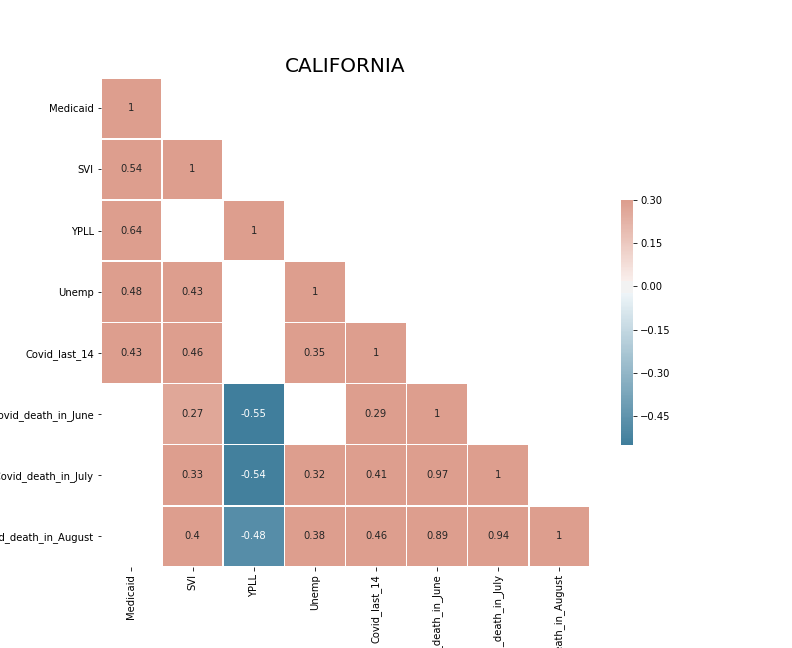 CALIFORNIA
Medicaid 1
SVI 0.54 1
YPLL 0.64 1
Unemp 0.48 0.43 1
Covid_last_14 0.43 0.46 0.35 1
ovid_death_in_June 0.27 -0.55 0.29 1
ovid_death_in_July 0.33 -0.54 0.32 0.41 0.97 1
d_death_in_August 0.4 -0.48 0.38 0.46 0.89 0.94 1
Medicaid
SVI
YPLL
Unemp
Covid_last_14
_death_in_June
_death_in_July
eath_in_August
0.30
0.15
0.00
−0.15
−0.30
−0.45